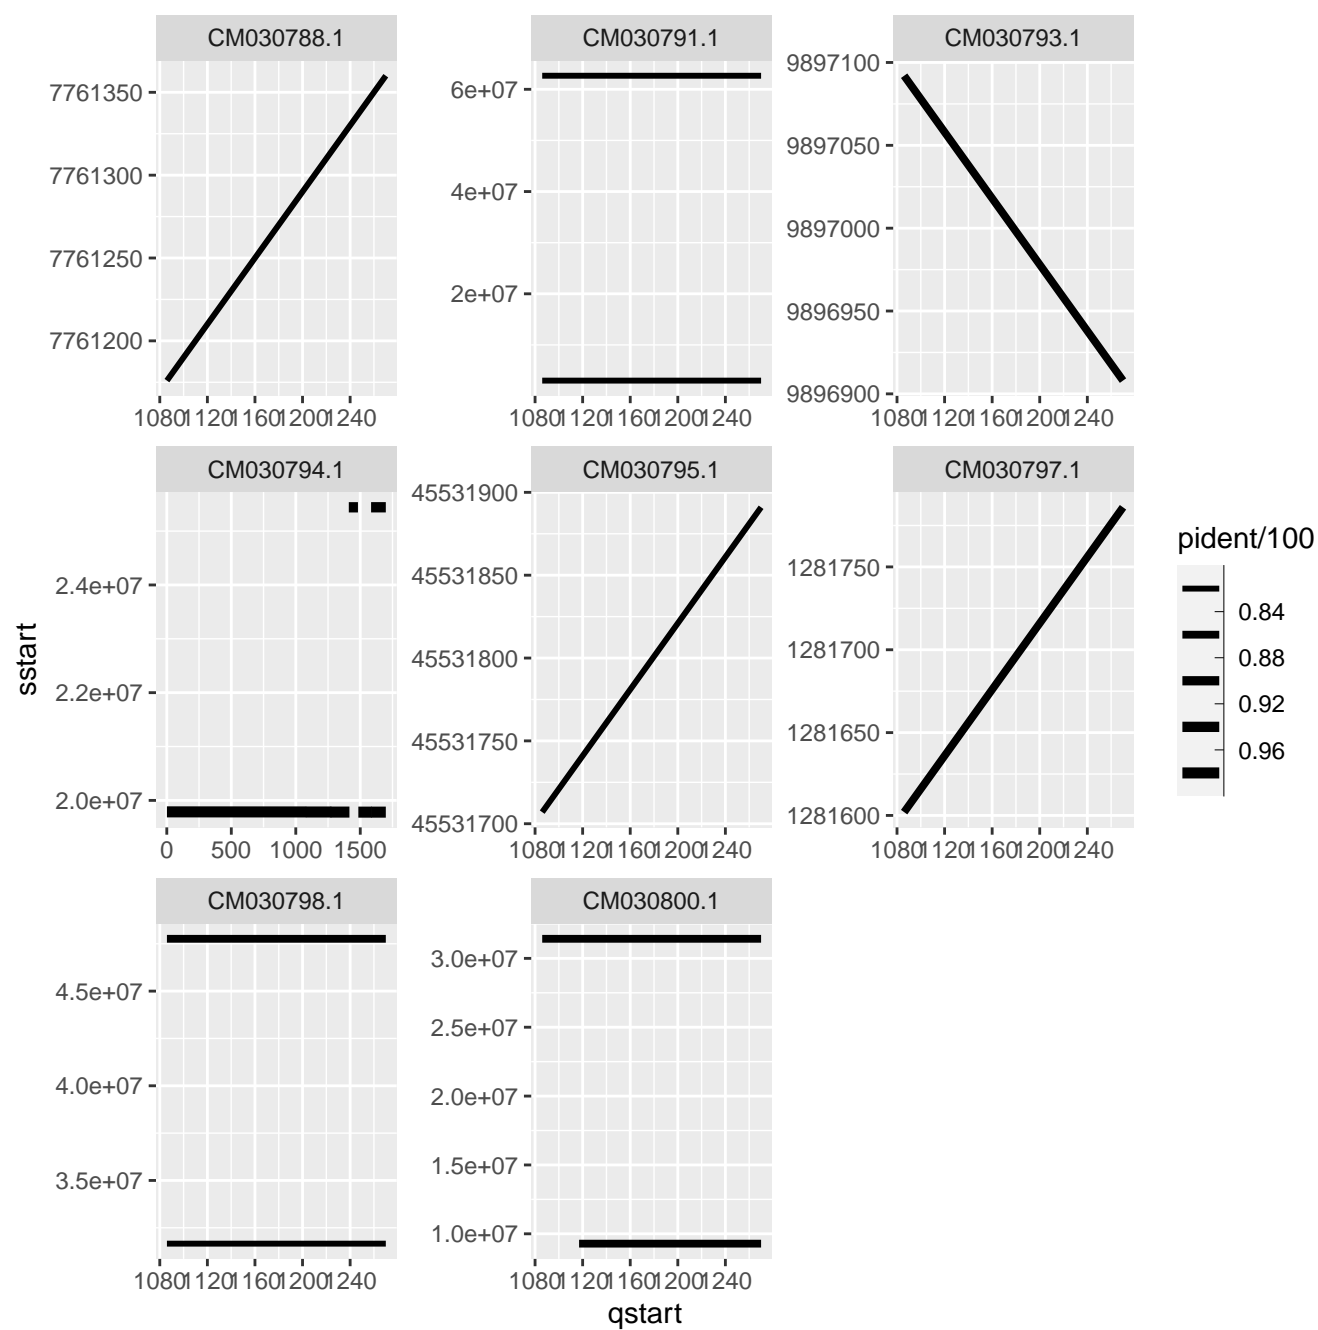 CM030788.1 CM030791.1 CM030793.1
7761350
7761300
7761250
7761200
1080 1120 1160 1200 1240
6e+07
4e+07
2e+07
1080 1120 1160 1200 1240
9897100
9897050
9897000
9896950
9896900
1080 1120 1160 1200 1240
CM030794.1 CM030795.1 CM030797.1
2.4e+07
2.2e+07
2.0e+07
0 500 1000 1500
45531900
45531850
45531800
45531750
45531700
1080 1120 1160 1200 1240
1281750
1281700
1281650
1281600
1080 1120 1160 1200 1240
CM030798.1 CM030800.1
4.5e+07
4.0e+07
3.5e+07
1080 1120 1160 1200 1240
3.0e+07
2.5e+07
2.0e+07
1.5e+07
1.0e+07
1080 1120 1160 1200 1240
sstart
qstart
pident/100
0.84
0.88
0.92
0.96